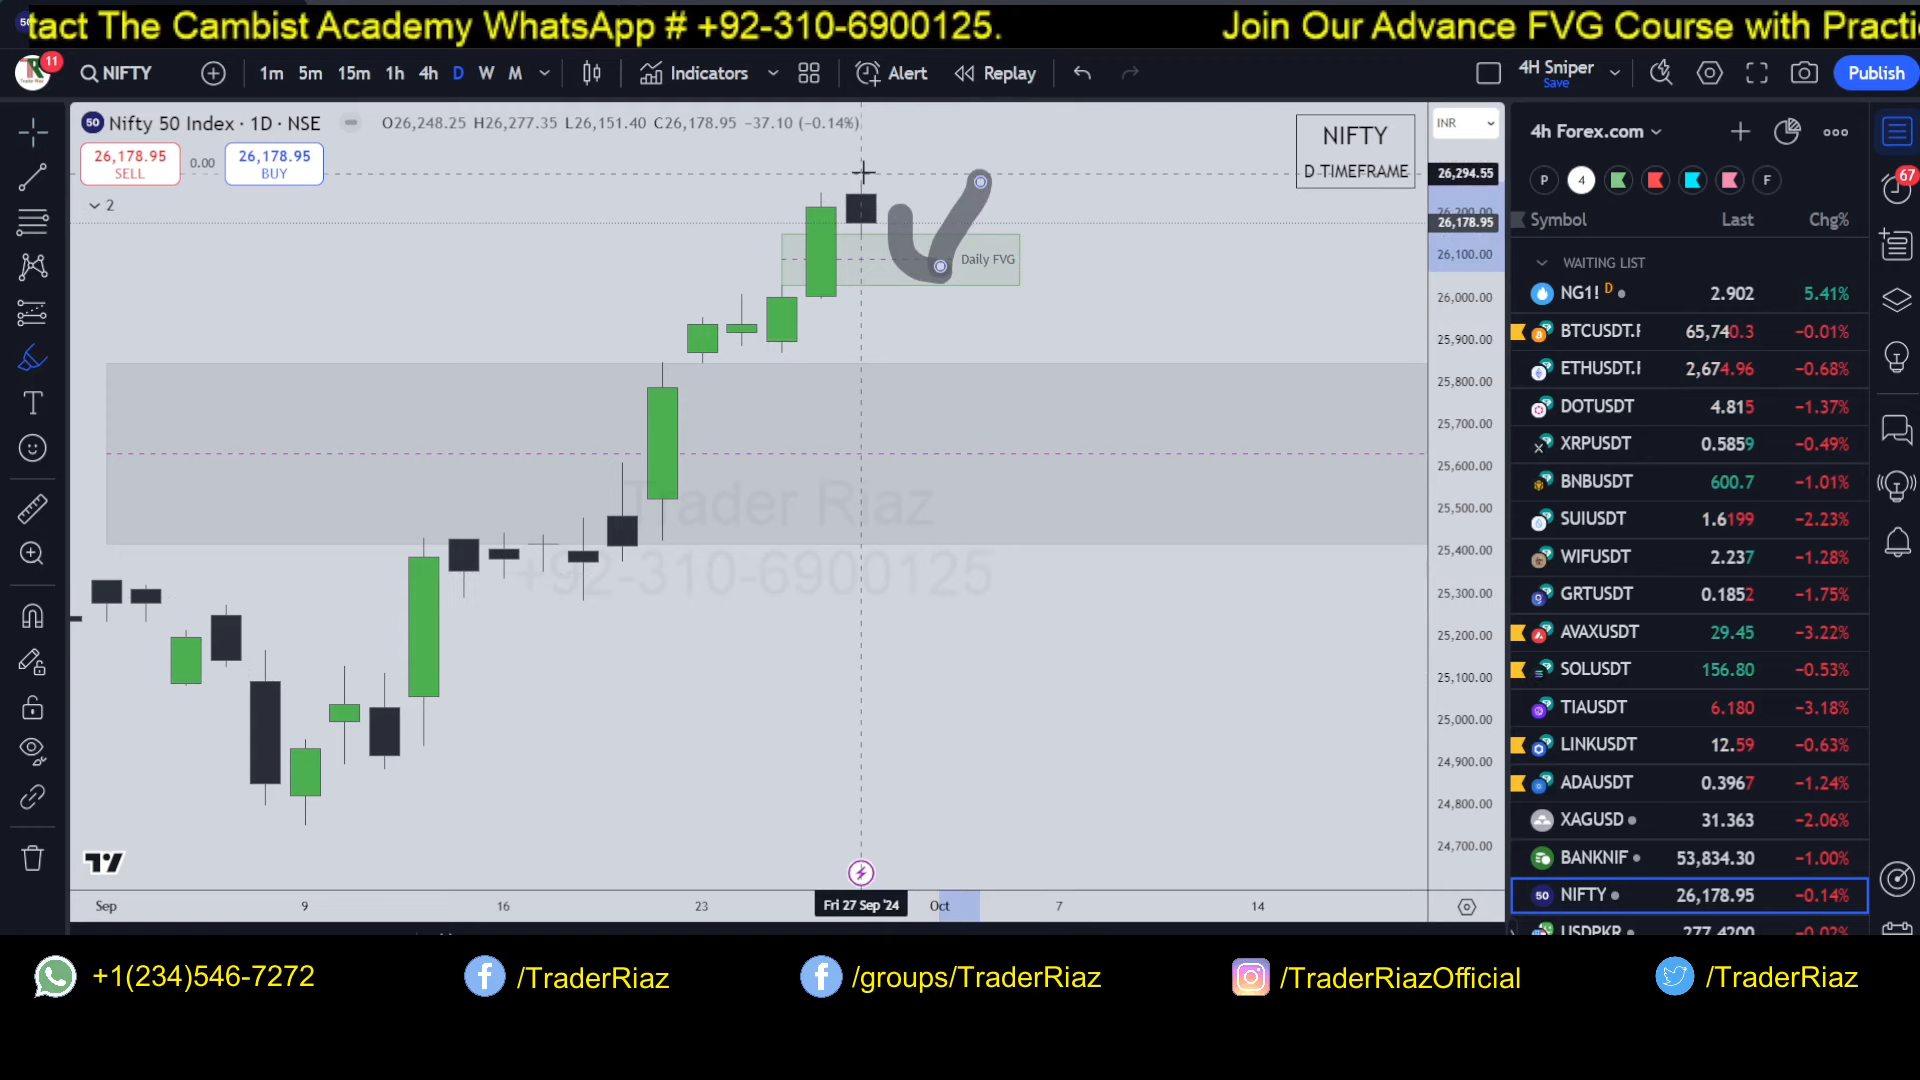 tact The Cambist Academy WhatsApp # +92-310-6900125. Join Our Advance FVG Course with Practi
11 NIFTY 1m 5m 15m 1h 4h D W M Indicators Alert Replay 4H Sniper Save Publish
50 Nifty 50 Index · 1D · NSE O26,248.25 H26,277.35 L26,151.40 C26,178.95 −37.10 (−0.14%)
26,178.95 SELL 0.00 26,178.95 BUY
2
NIFTY
D TIMEFRAME
Daily FVG
Trader Riaz
+92-310-6900125
INR
26,294.55
26,178.95
26,100.00
26,000.00
25,900.00
25,800.00
25,700.00
25,600.00
25,500.00
25,400.00
25,300.00
25,200.00
25,100.00
25,000.00
24,900.00
24,800.00
24,700.00
Sep 9 16 23 Fri 27 Sep '24 Oct 7 14
4h Forex.com
P 4 F
67
Symbol Last Chg%
WAITING LIST
NG1! D 2.902 5.41%
BTCUSDT.F 65,740.3 −0.01%
ETHUSDT.F 2,674.96 −0.68%
DOTUSDT 4.815 −1.37%
XRPUSDT 0.5859 −0.49%
BNBUSDT 600.7 −1.01%
SUIUSDT 1.6199 −2.23%
WIFUSDT 2.237 −1.28%
GRTUSDT 0.1852 −1.75%
AVAXUSDT 29.45 −3.22%
SOLUSDT 156.80 −0.53%
TIAUSDT 6.180 −3.18%
LINKUSDT 12.59 −0.63%
ADAUSDT 0.3967 −1.24%
XAGUSD 31.363 −2.06%
BANKNIF 53,834.30 −1.00%
50 NIFTY 26,178.95 −0.14%
USDPKR 277.4200 −0.02%
+1(234)546-7272 /TraderRiaz /groups/TraderRiaz /TraderRiazOfficial /TraderRiaz